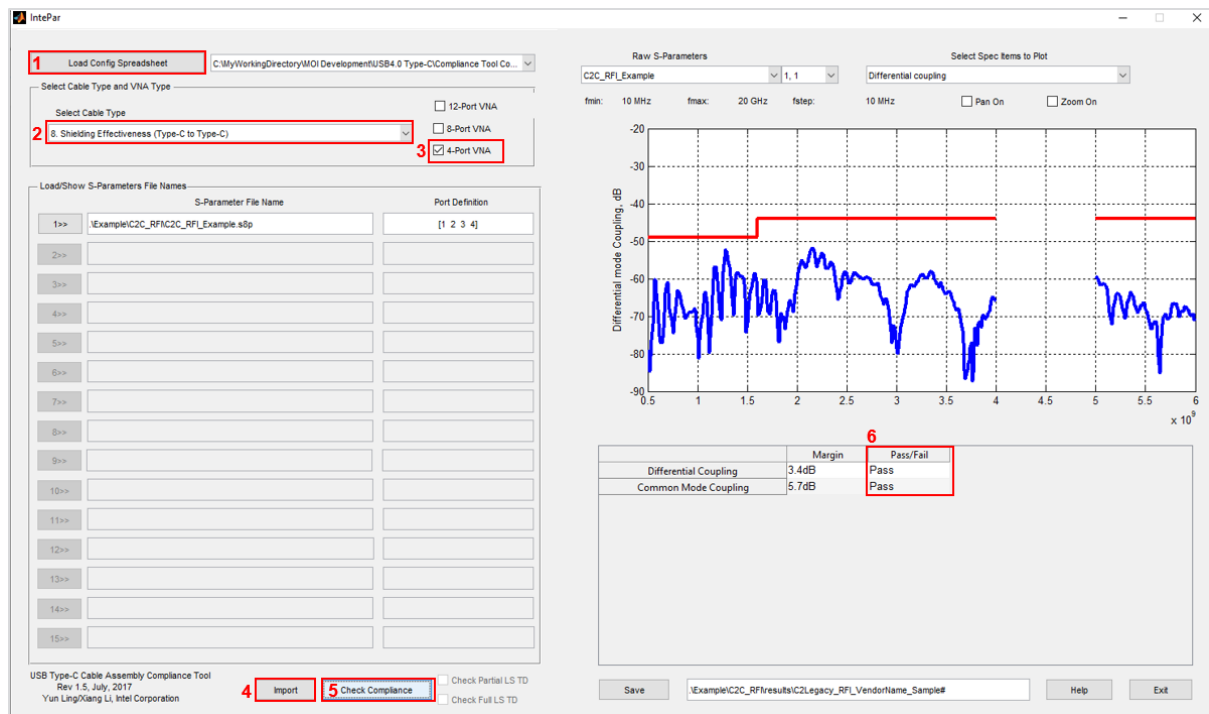 IntePar
1
Load Config Spreadsheet
C:\MyWorkingDirectory\MOI Development\USB4.0 Type-C\Compliance Tool Co...
Select Cable Type and VNA Type
Select Cable Type
2
8. Shielding Effectiveness (Type-C to Type-C)
12-Port VNA
8-Port VNA
3
4-Port VNA
Load/Show S-Parameters File Names
S-Parameter File Name
Port Definition
1>>
.\Example\C2C_RFI\C2C_RFI_Example.s8p
[1 2 3 4]
2>>
3>>
4>>
5>>
6>>
7>>
8>>
9>>
10>>
11>>
12>>
13>>
14>>
15>>
USB Type-C Cable Assembly Compliance Tool
Rev 1.5, July, 2017
Yun Ling/Xiang Li, Intel Corporation
4
Import
5
Check Compliance
Check Partial LS TD
Check Full LS TD
Raw S-Parameters
C2C_RFI_Example
1, 1
Select Spec Items to Plot
Differential coupling
fmin: 10 MHz fmax: 20 GHz fstep: 10 MHz
Pan On
Zoom On
Differential mode Coupling, dB
-20
-30
-40
-50
-60
-70
-80
-90
0.5 1 1.5 2 2.5 3 3.5 4 4.5 5 5.5 6
x 10^9
6
Margin Pass/Fail
Differential Coupling 3.4dB Pass
Common Mode Coupling 5.7dB Pass
Save
.\Example\C2C_RFI\results\C2Legacy_RFI_VendorName_Sample#
Help
Exit